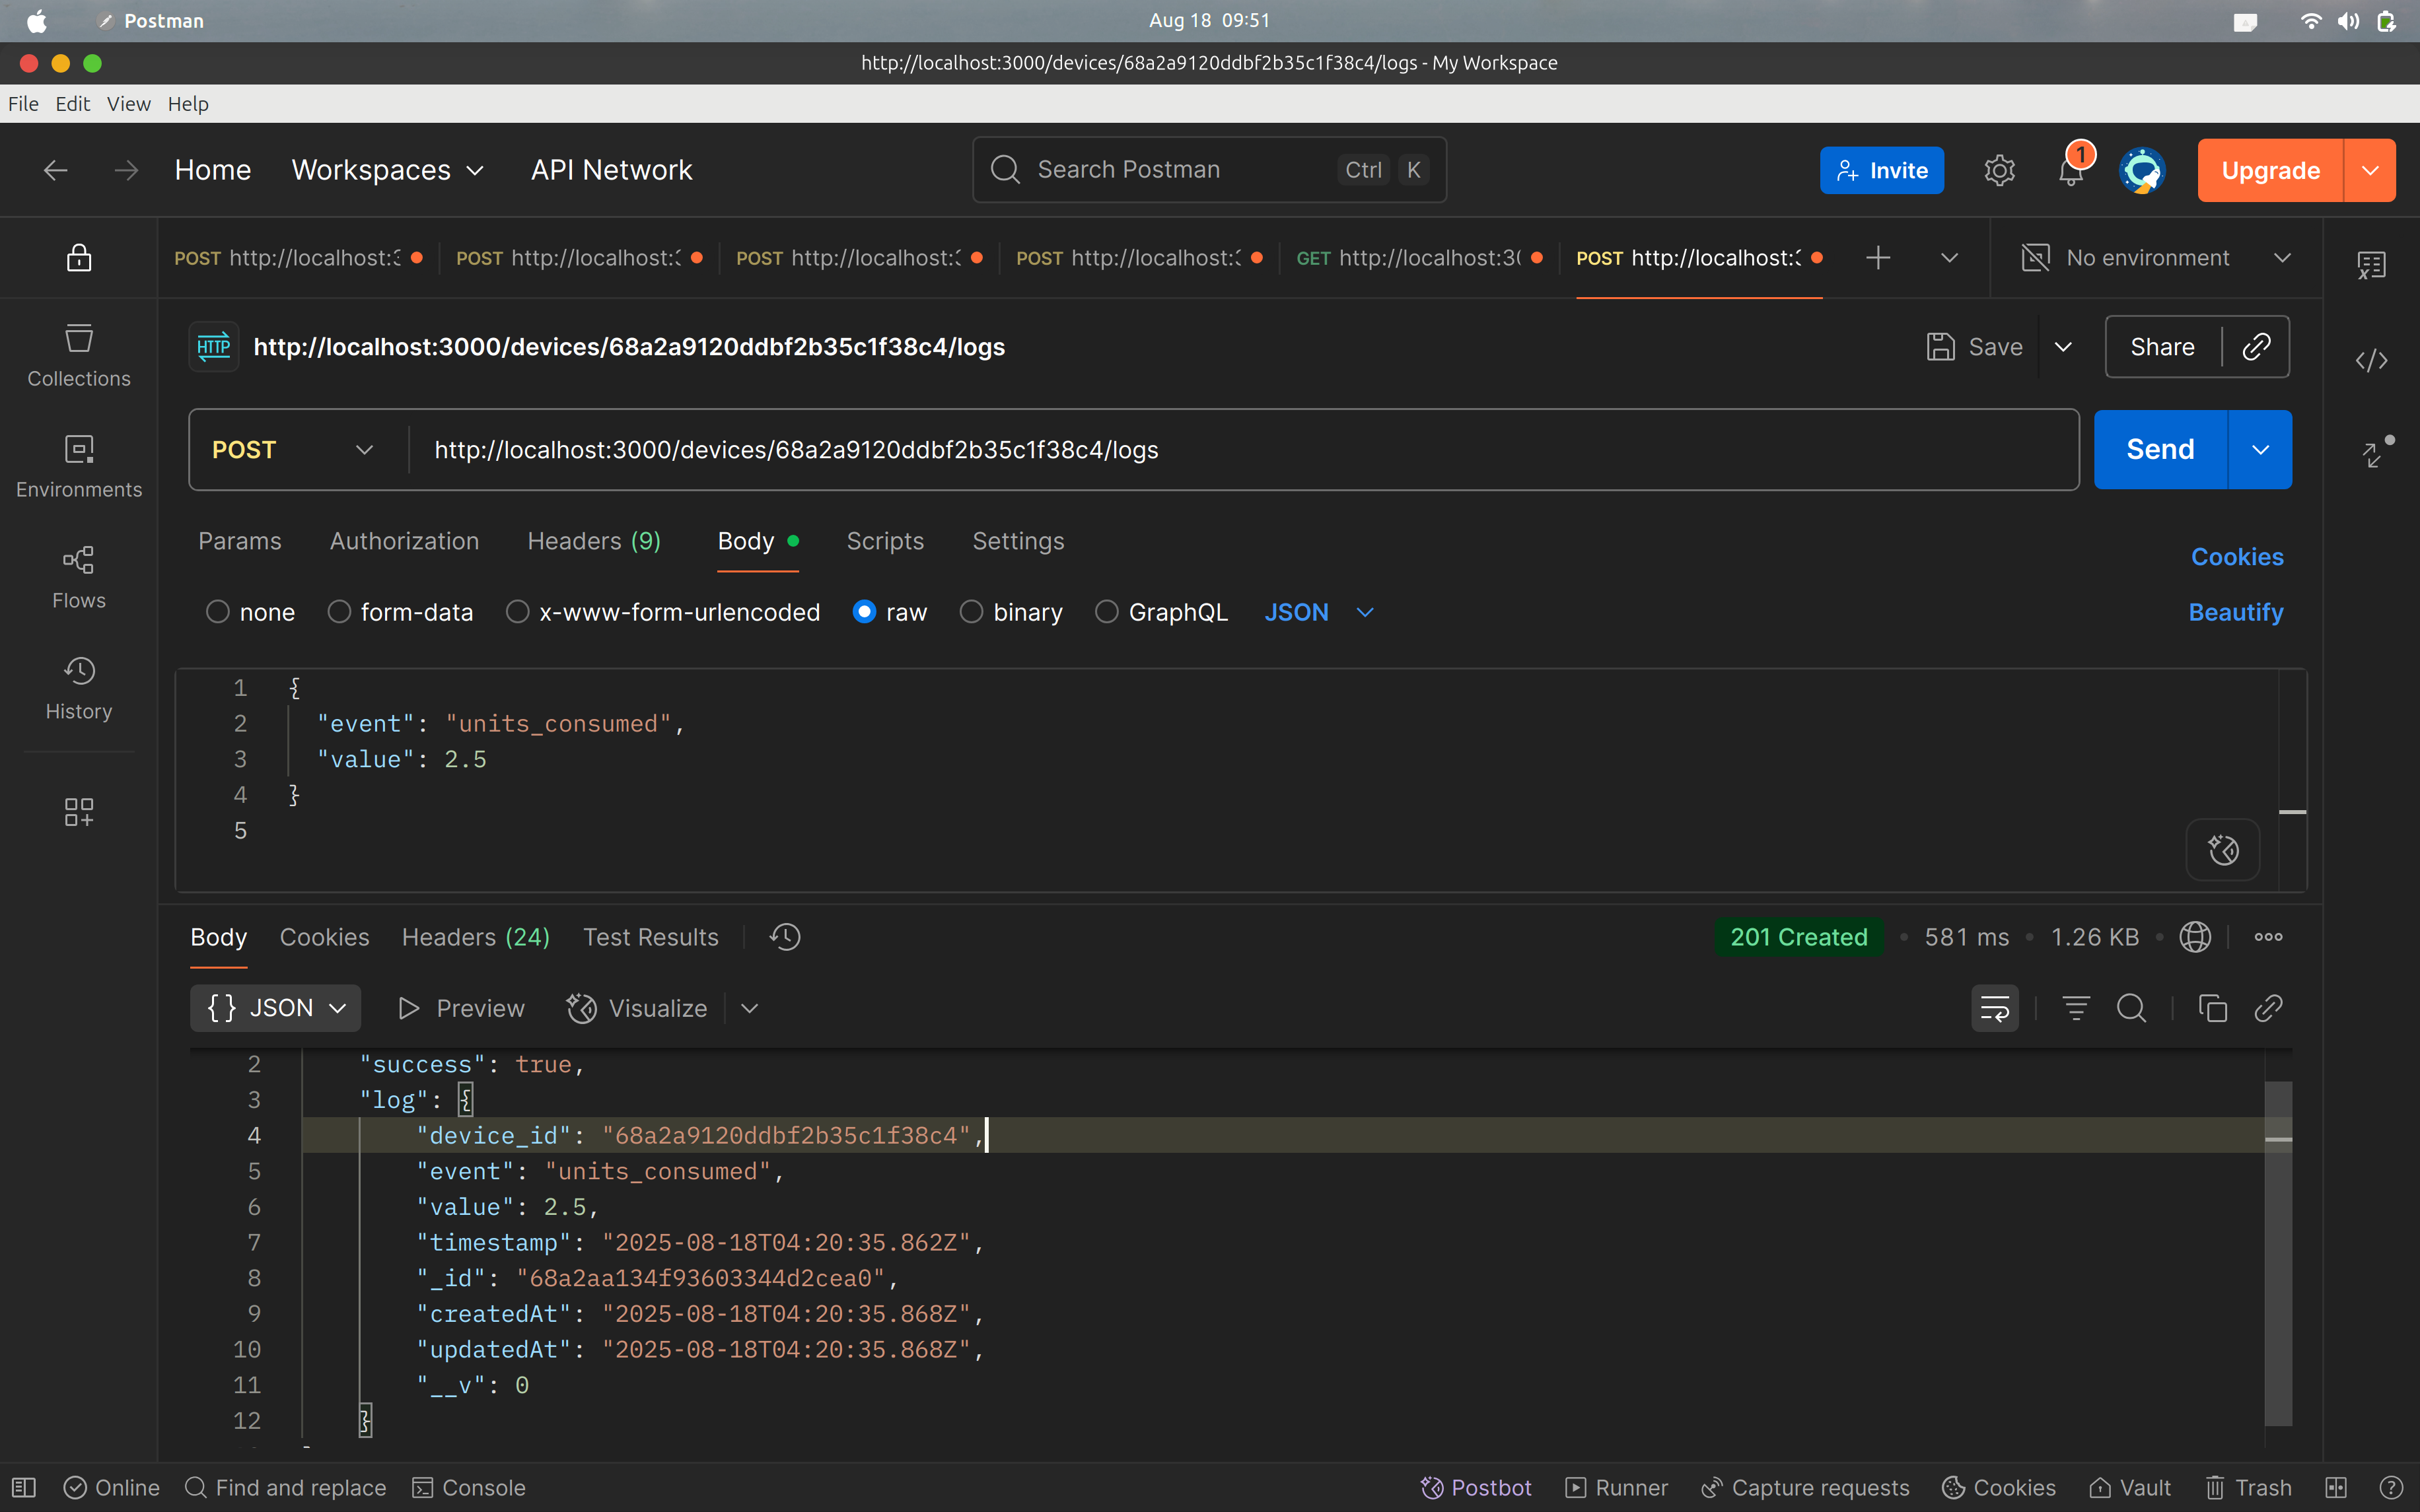 Postman
Aug 18 09:51
http://localhost:3000/devices/68a2a9120ddbf2b35c1f38c4/logs - My Workspace
File Edit View Help
Home Workspaces API Network Search Postman Ctrl K Invite 1 Upgrade
POST http://localhost: POST http://localhost: POST http://localhost: POST http://localhost: GET http://localhost:30 POST http://localhost: No environment
HTTP http://localhost:3000/devices/68a2a9120ddbf2b35c1f38c4/logs Save Share
Collections
POST http://localhost:3000/devices/68a2a9120ddbf2b35c1f38c4/logs Send
Environments
Params Authorization Headers (9) Body Scripts Settings Cookies
Flows
none form-data x-www-form-urlencoded raw binary GraphQL JSON Beautify
History
1 {
2 "event": "units_consumed",
3 "value": 2.5
4 }
5
Body Cookies Headers (24) Test Results 201 Created • 581 ms • 1.26 KB •
{} JSON Preview Visualize
2 "success": true,
3 "log": {
4 "device_id": "68a2a9120ddbf2b35c1f38c4",
5 "event": "units_consumed",
6 "value": 2.5,
7 "timestamp": "2025-08-18T04:20:35.862Z",
8 "_id": "68a2aa134f93603344d2cea0",
9 "createdAt": "2025-08-18T04:20:35.868Z",
10 "updatedAt": "2025-08-18T04:20:35.868Z",
11 "__v": 0
12 }
Online Find and replace Console Postbot Runner Capture requests Cookies Vault Trash